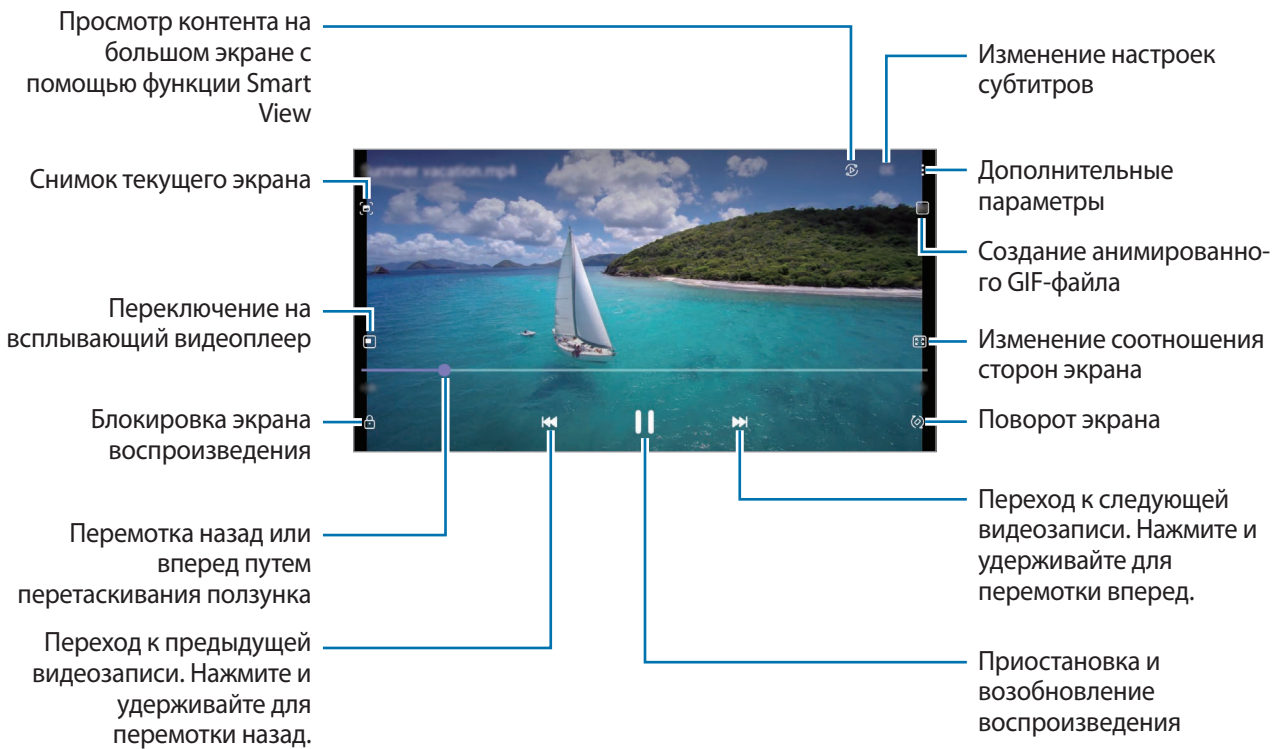 Просмотр контента на
большом экране с
помощью функции Smart
View
Снимок текущего экрана
Переключение на
всплывающий видеоплеер
Блокировка экрана
воспроизведения
Перемотка назад или
вперед путем
перетаскивания ползунка
Переход к предыдущей
видеозаписи. Нажмите и
удерживайте для
перемотки назад.
Изменение настроек
субтитров
Дополнительные
параметры
Создание анимированно-
го GIF-файла
Изменение соотношения
сторон экрана
Поворот экрана
Переход к следующей
видеозаписи. Нажмите и
удерживайте для
перемотки вперед.
Приостановка и
возобновление
воспроизведения